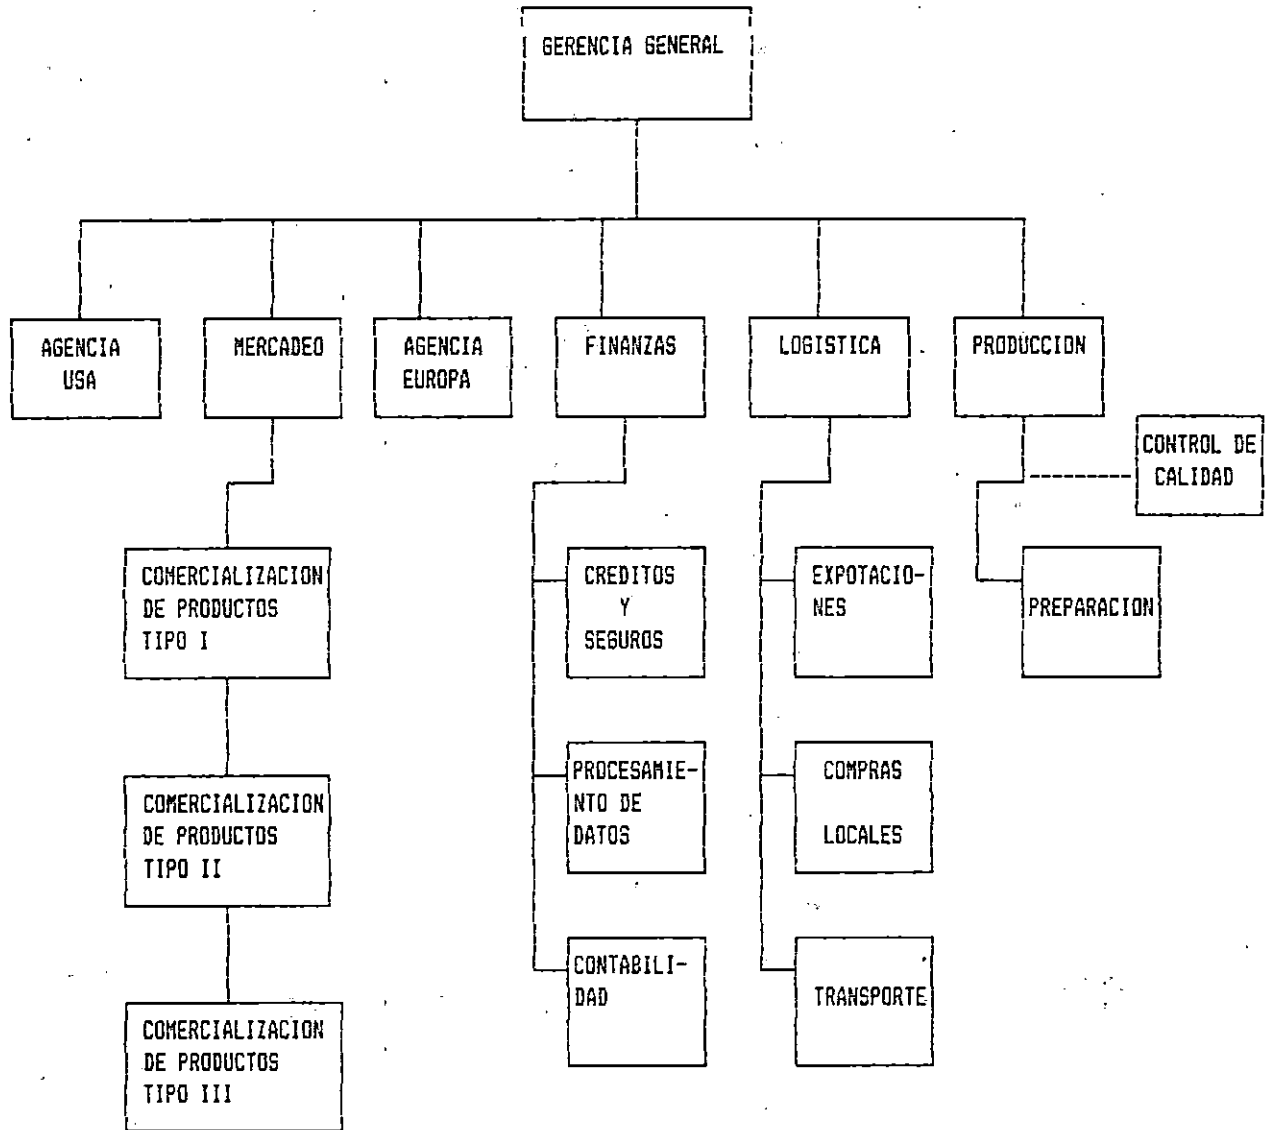 GERENCIA GENERAL
AGENCIA
USA
MERCADEO
AGENCIA
EUROPA
FINANZAS
LOGISTICA
PRODUCCION
CONTROL DE
CALIDAD
COMERCIALIZACION
DE PRODUCTOS
TIPO I
CREDITOS
Y
SEGUROS
EXPOTACIO-
NES
PREPARACION
COMERCIALIZACION
DE PRODUCTOS
TIPO II
PROCESAMIE-
NTO DE
DATOS
COMPRAS
LOCALES
CONTABILI-
DAD
TRANSPORTE
COMERCIALIZACION
DE PRODUCTOS
TIPO III